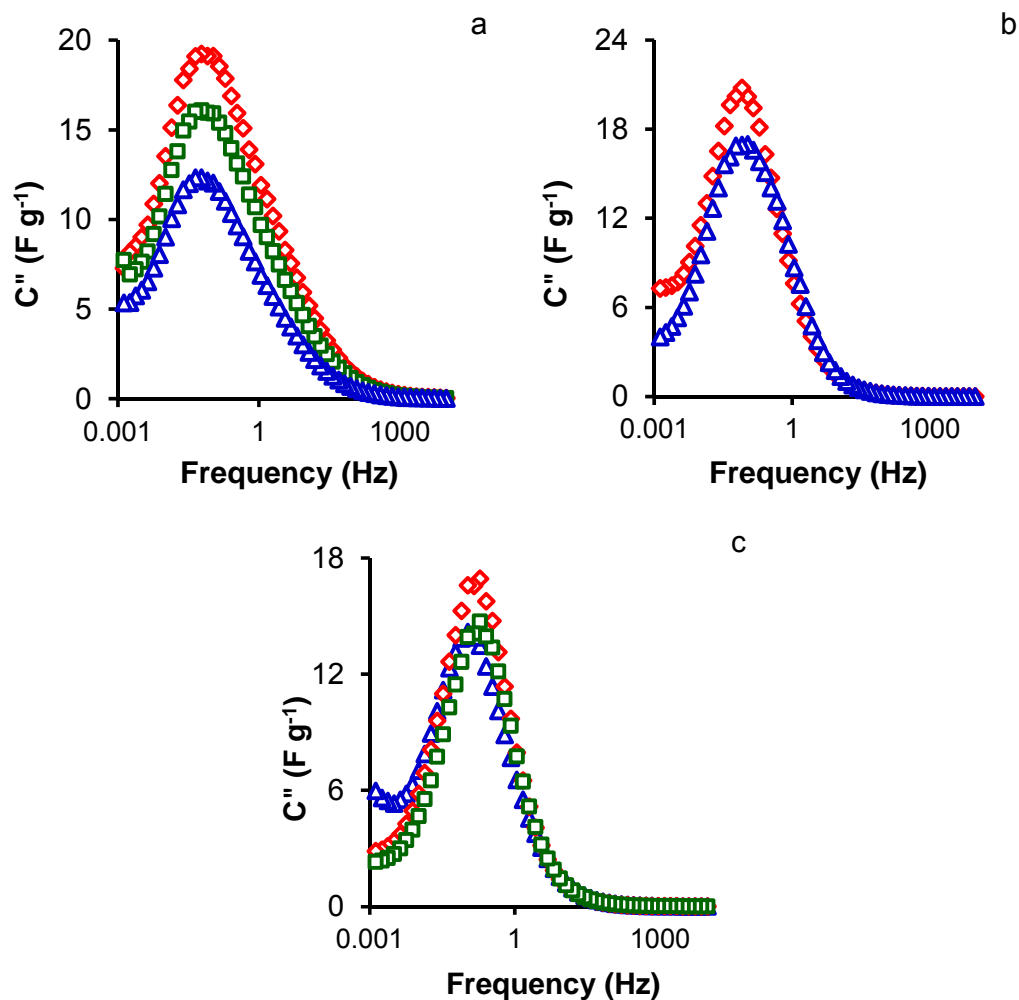 a
20
15
10
5
0
C" (F g-1)
0.001 1 1000
Frequency (Hz)
b
24
18
12
6
0
C" (F g-1)
0.001 1 1000
Frequency (Hz)
c
18
12
6
0
C" (F g-1)
0.001 1 1000
Frequency (Hz)